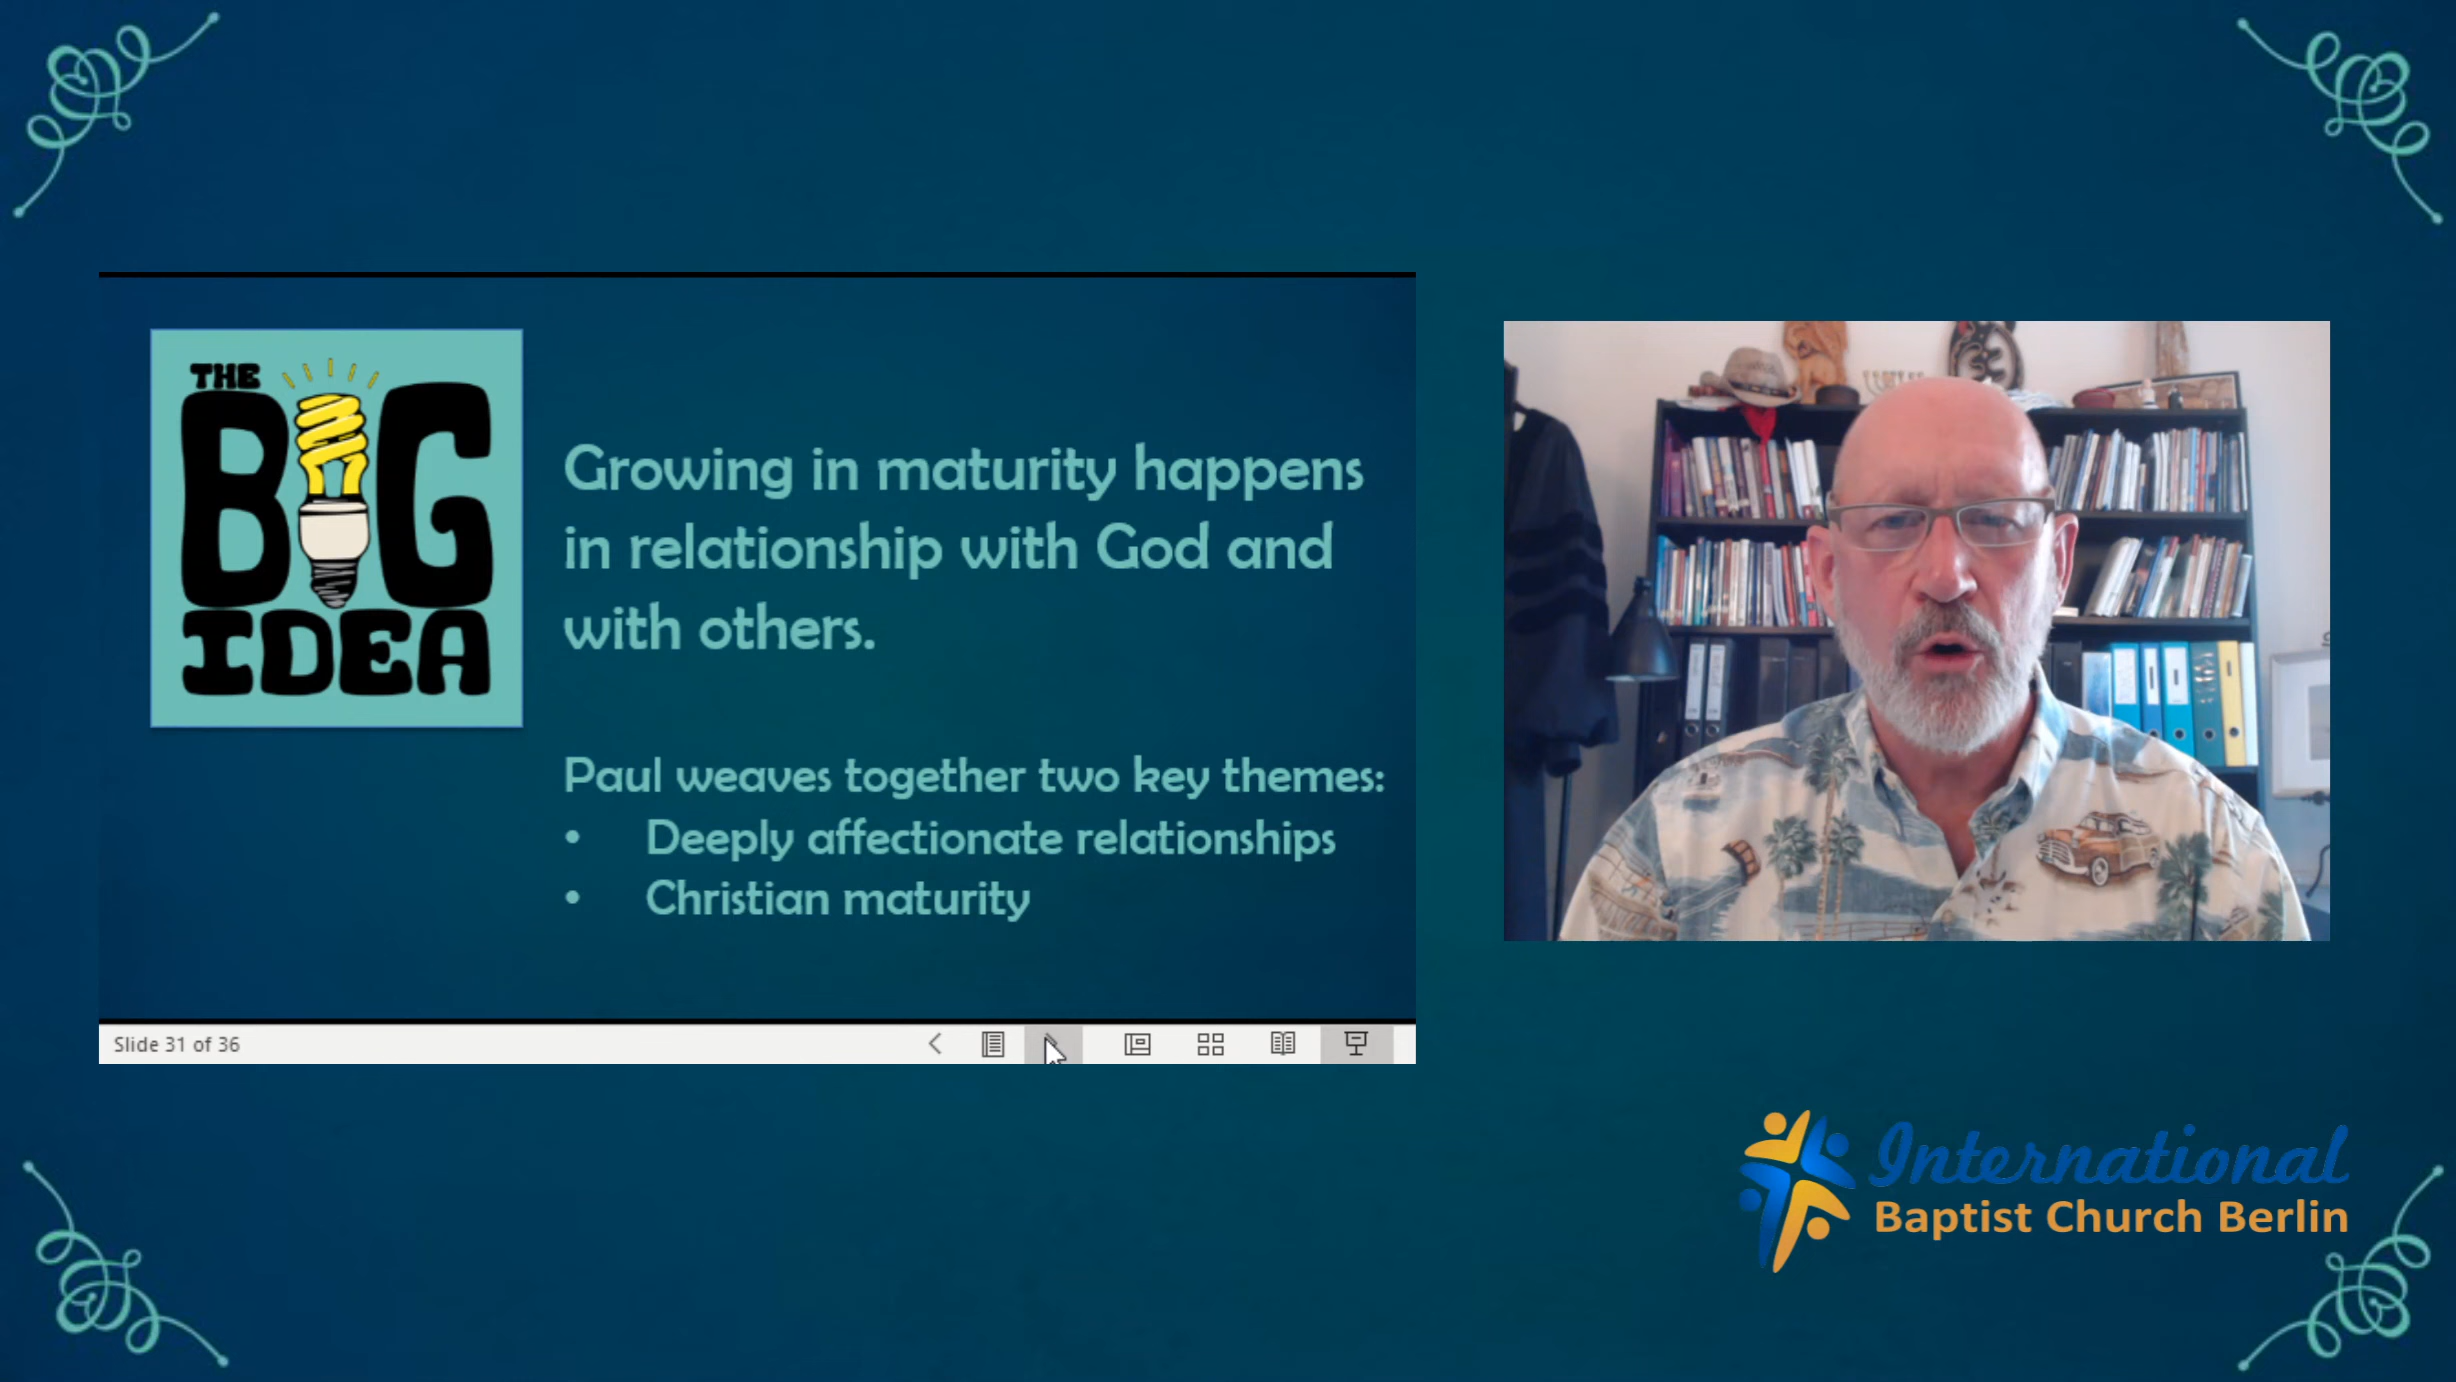 THE
BIG
IDEA
Growing in maturity happens
in relationship with God and
with others.
Paul weaves together two key themes:
• Deeply affectionate relationships
• Christian maturity
Slide 31 of 36
International
Baptist Church Berlin